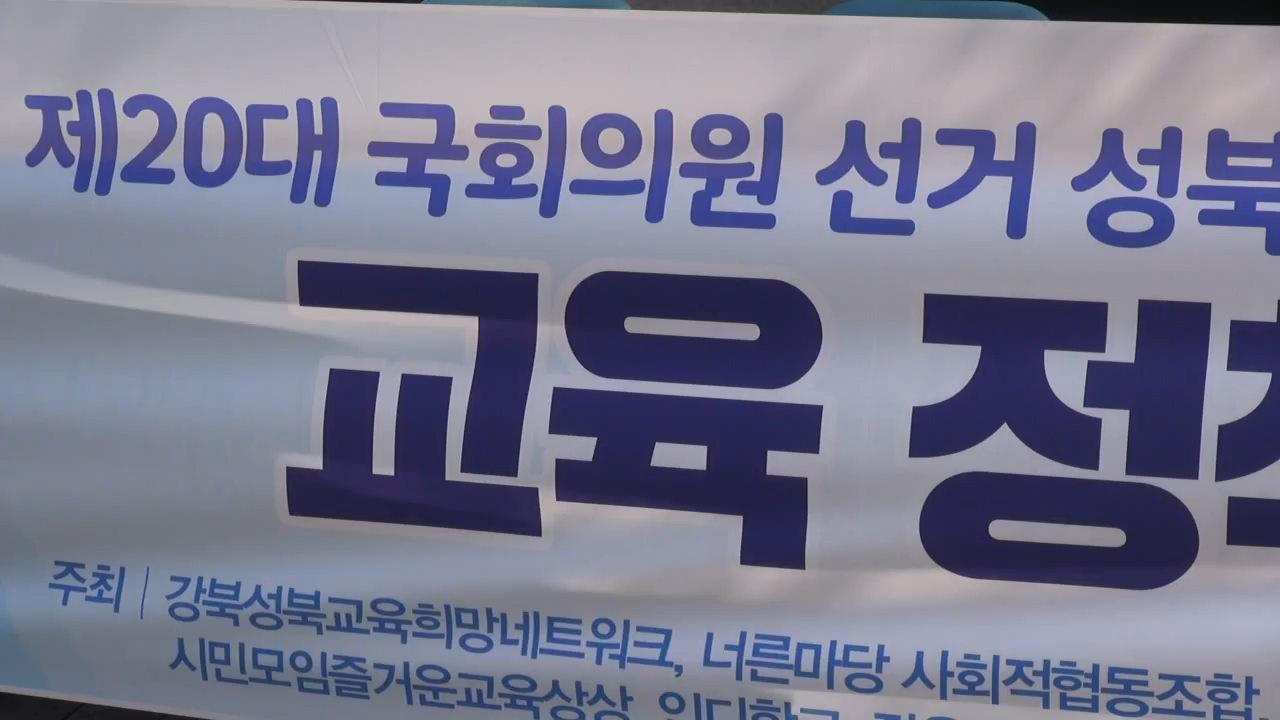 제20대 국회의원 선거 성북
교육
주최 | 강북성북교육희망네트워크, 너른마당 사회적협동조합,
시민모임즐거운교육상상